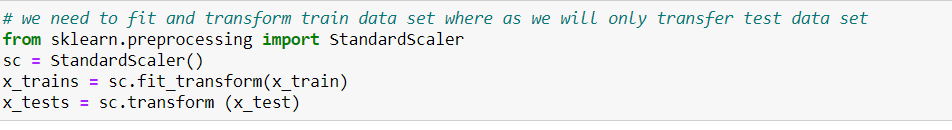 # we need to fit and transform train data set where as we will only transfer test data set
from sklearn.preprocessing import StandardScaler
sc = StandardScaler()
x_trains = sc.fit_transform(x_train)
x_tests = sc.transform (x_test)